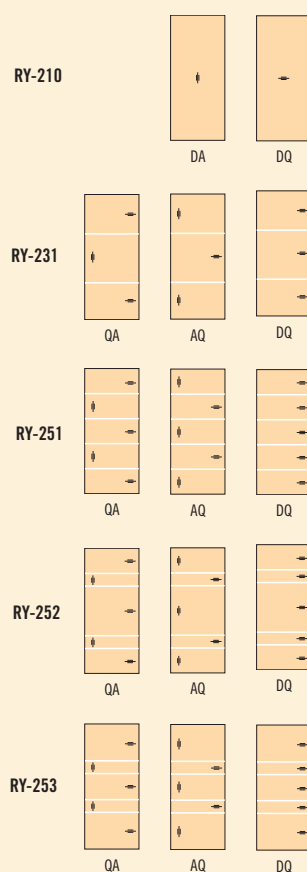 RY-210
DA DQ
RY-231
QA AQ DQ
RY-251
QA AQ DQ
RY-252
QA AQ DQ
RY-253
QA AQ DQ